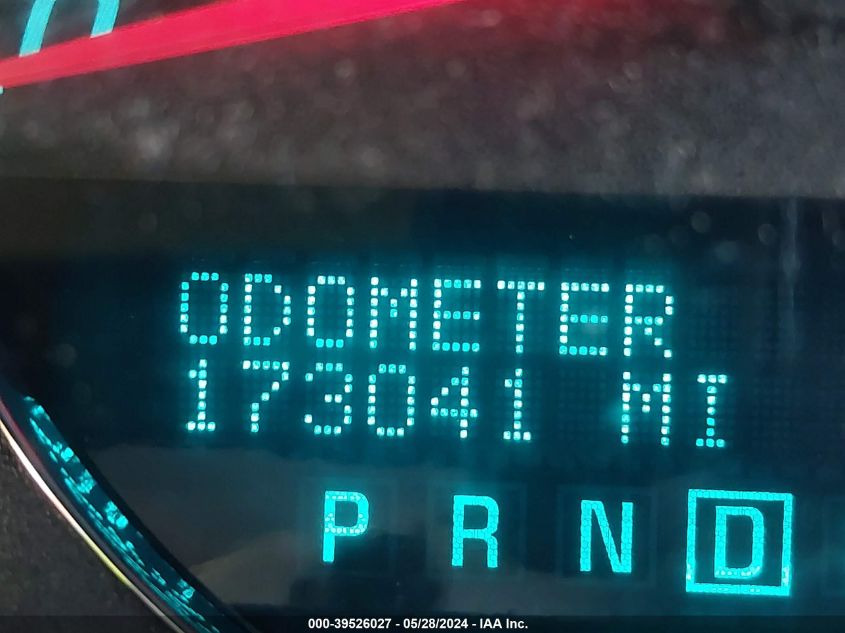 ODOMETER
173041 MI
P R N D
000-39526027 - 05/28/2024 - IAA Inc.